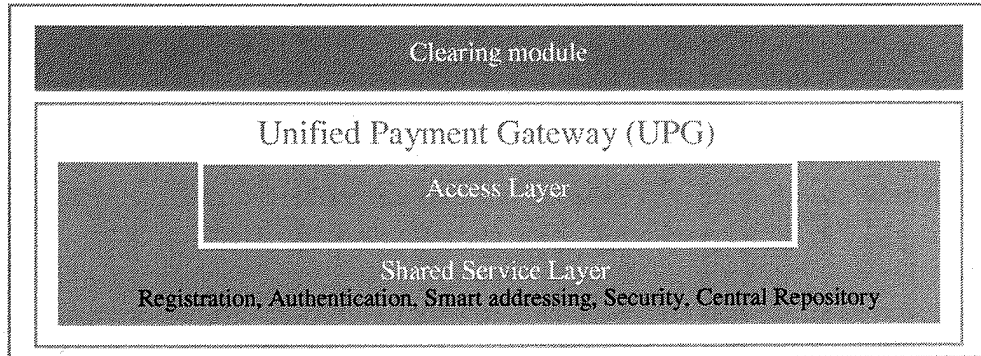 Clearing module
Unified Payment Gateway (UPG)
Access Layer
Shared Service Layer
Registration, Authentication, Smart addressing, Security, Central Repository